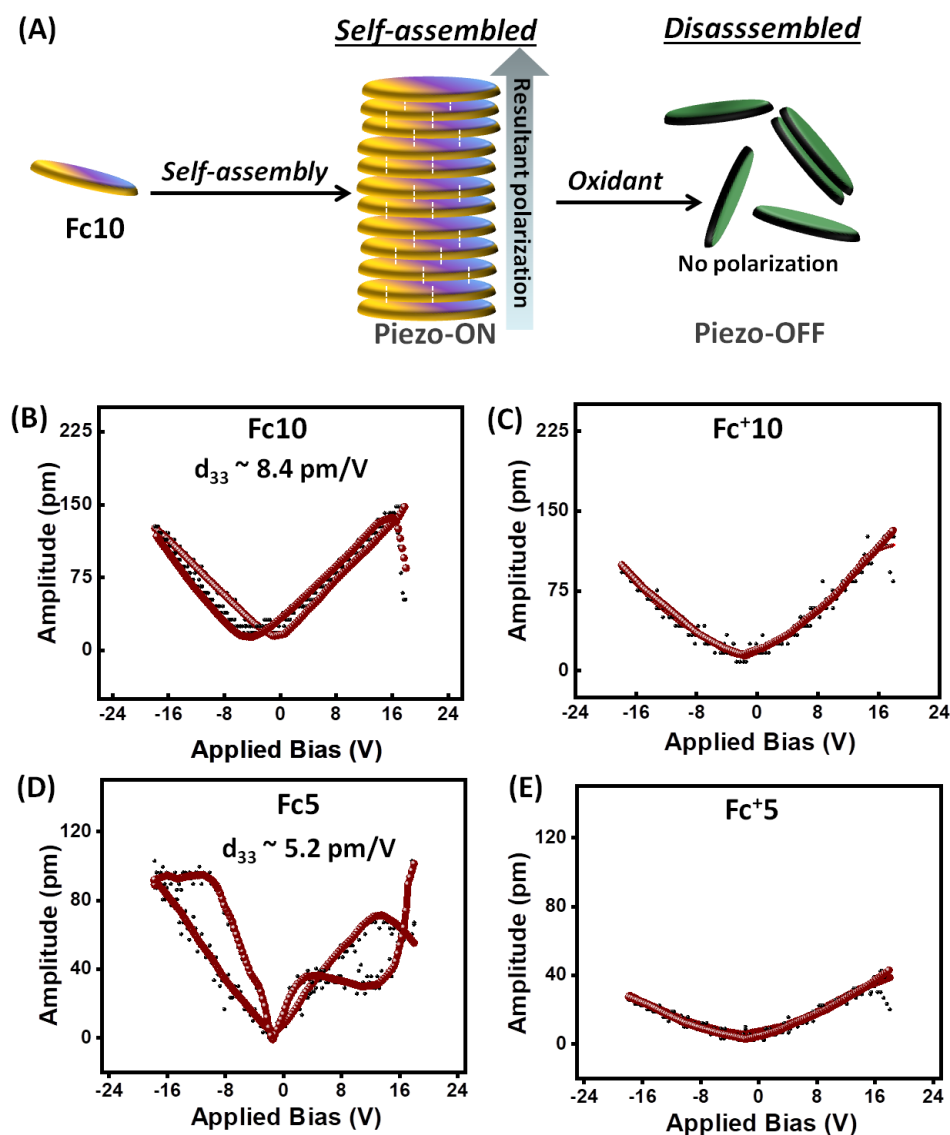 (A)
Self-assembled
Disasssembled
Fc10
Self-assembly
Resultant polarization
Oxidant
No polarization
Piezo-ON
Piezo-OFF
(B)
Fc10
d₃₃ ~ 8.4 pm/V
Amplitude (pm)
225
150
75
0
-24 -16 -8 0 8 16 24
Applied Bias (V)
(C)
Fc⁺10
Amplitude (pm)
225
150
75
0
-24 -16 -8 0 8 16 24
Applied Bias (V)
(D)
Fc5
d₃₃ ~ 5.2 pm/V
Amplitude (pm)
120
80
40
0
-24 -16 -8 0 8 16 24
Applied Bias (V)
(E)
Fc⁺5
Amplitude (pm)
120
80
40
0
-24 -16 -8 0 8 16 24
Applied Bias (V)